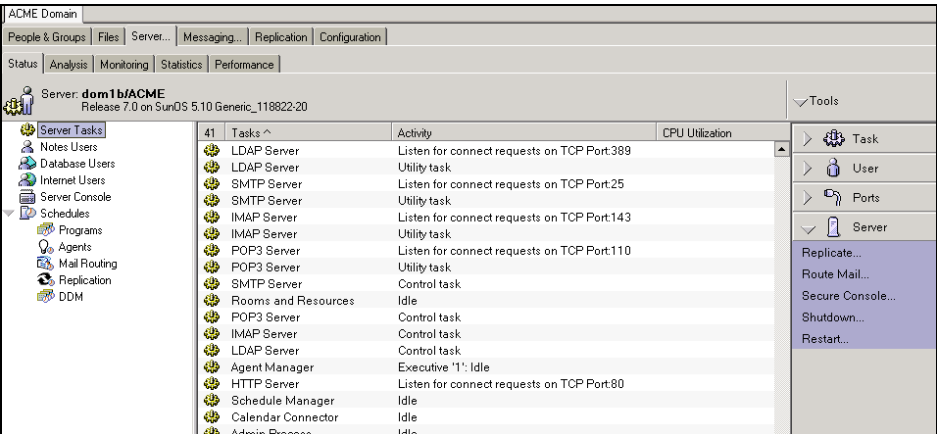 ACME Domain
People & Groups Files Server... Messaging... Replication Configuration
Status Analysis Monitoring Statistics Performance
Server: dom1b/ACME
Release 7.0 on SunOS 5.10 Generic_118822-20
Tools
Server Tasks
Notes Users
Database Users
Internet Users
Server Console
Schedules
Programs
Agents
Mail Routing
Replication
DDM
41 Tasks ^ Activity CPU Utilization
LDAP Server Listen for connect requests on TCP Port:389
LDAP Server Utility task
SMTP Server Listen for connect requests on TCP Port:25
SMTP Server Utility task
IMAP Server Listen for connect requests on TCP Port:143
IMAP Server Utility task
POP3 Server Listen for connect requests on TCP Port:110
POP3 Server Utility task
SMTP Server Control task
Rooms and Resources Idle
POP3 Server Control task
IMAP Server Control task
LDAP Server Control task
Agent Manager Executive '1': Idle
HTTP Server Listen for connect requests on TCP Port:80
Schedule Manager Idle
Calendar Connector Idle
Admin Process Idle
Task
User
Ports
Server
Replicate...
Route Mail...
Secure Console...
Shutdown...
Restart...